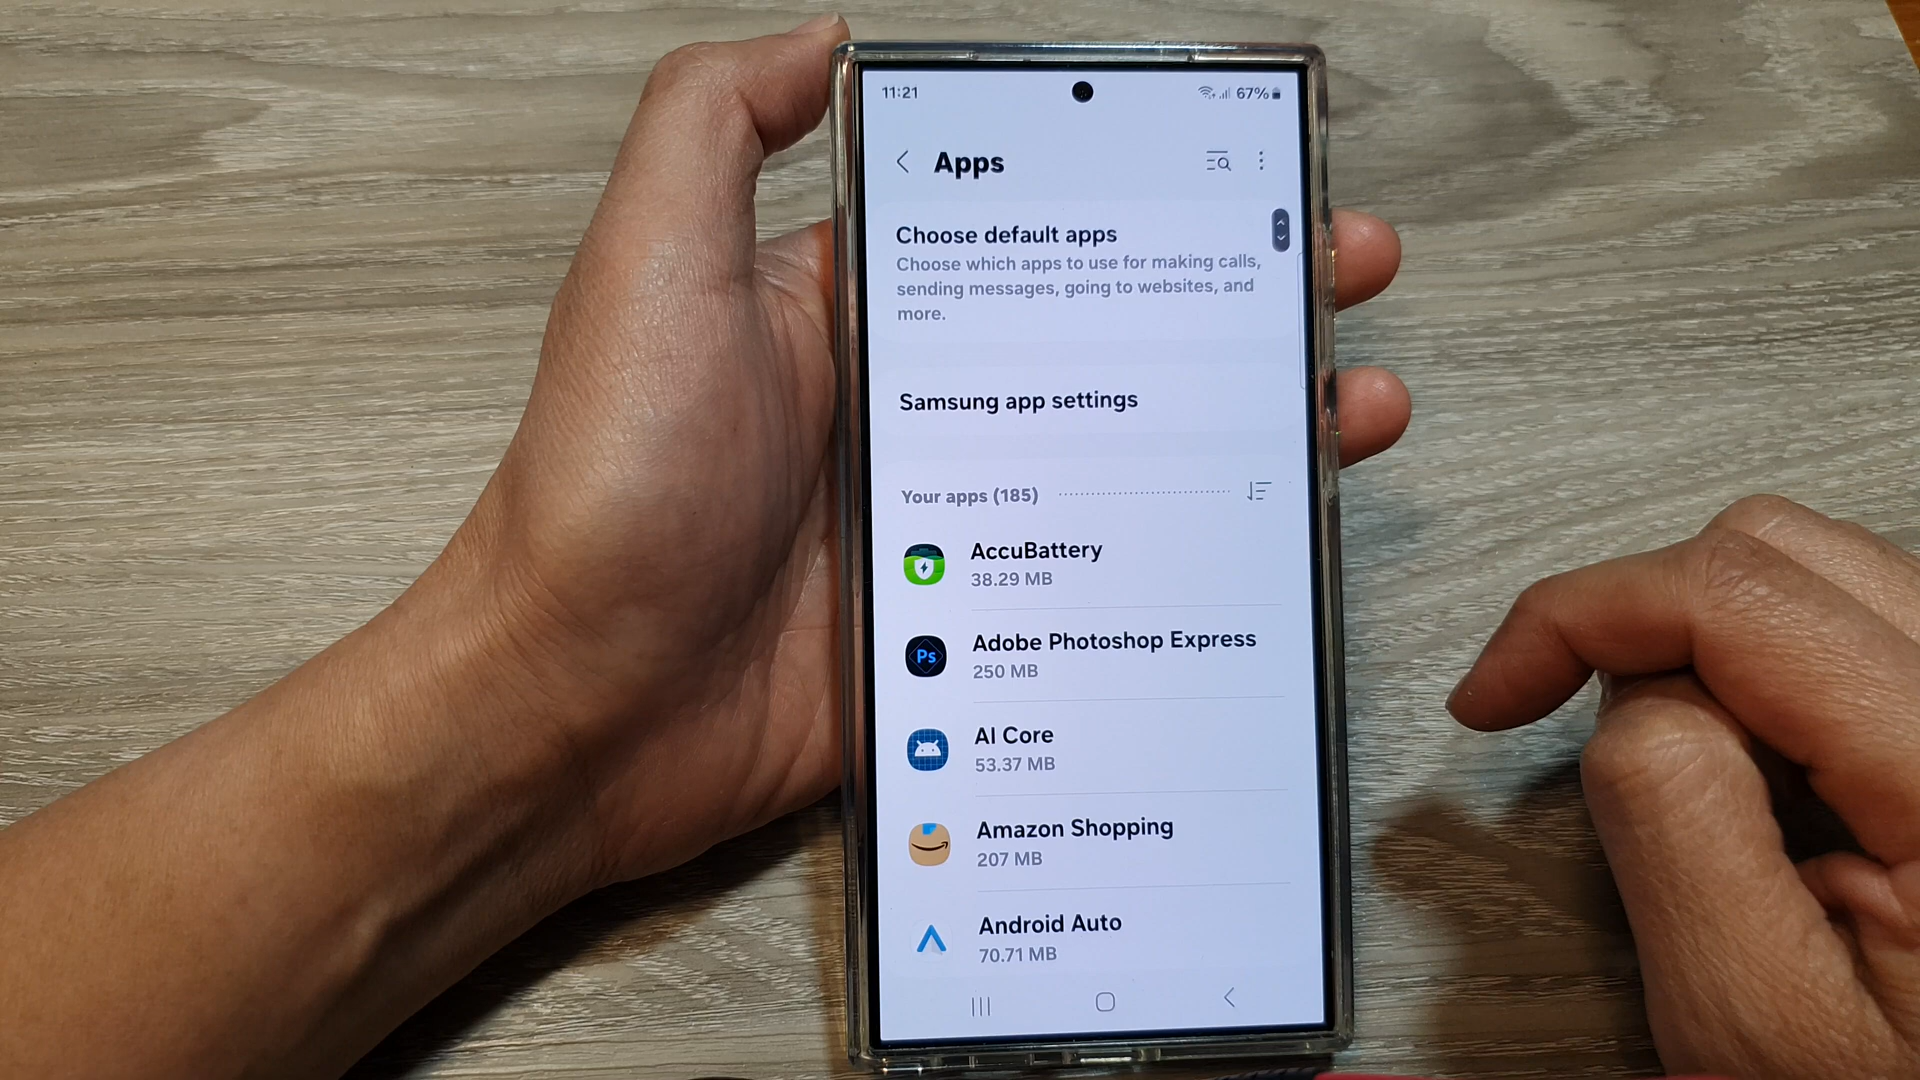 11:21
67%
Apps
Choose default apps
Choose which apps to use for making calls,
sending messages, going to websites, and
more.
Samsung app settings
Your apps (185)
AccuBattery
38.29 MB
Ps
Adobe Photoshop Express
250 MB
AI Core
53.37 MB
Amazon Shopping
207 MB
Android Auto
70.71 MB